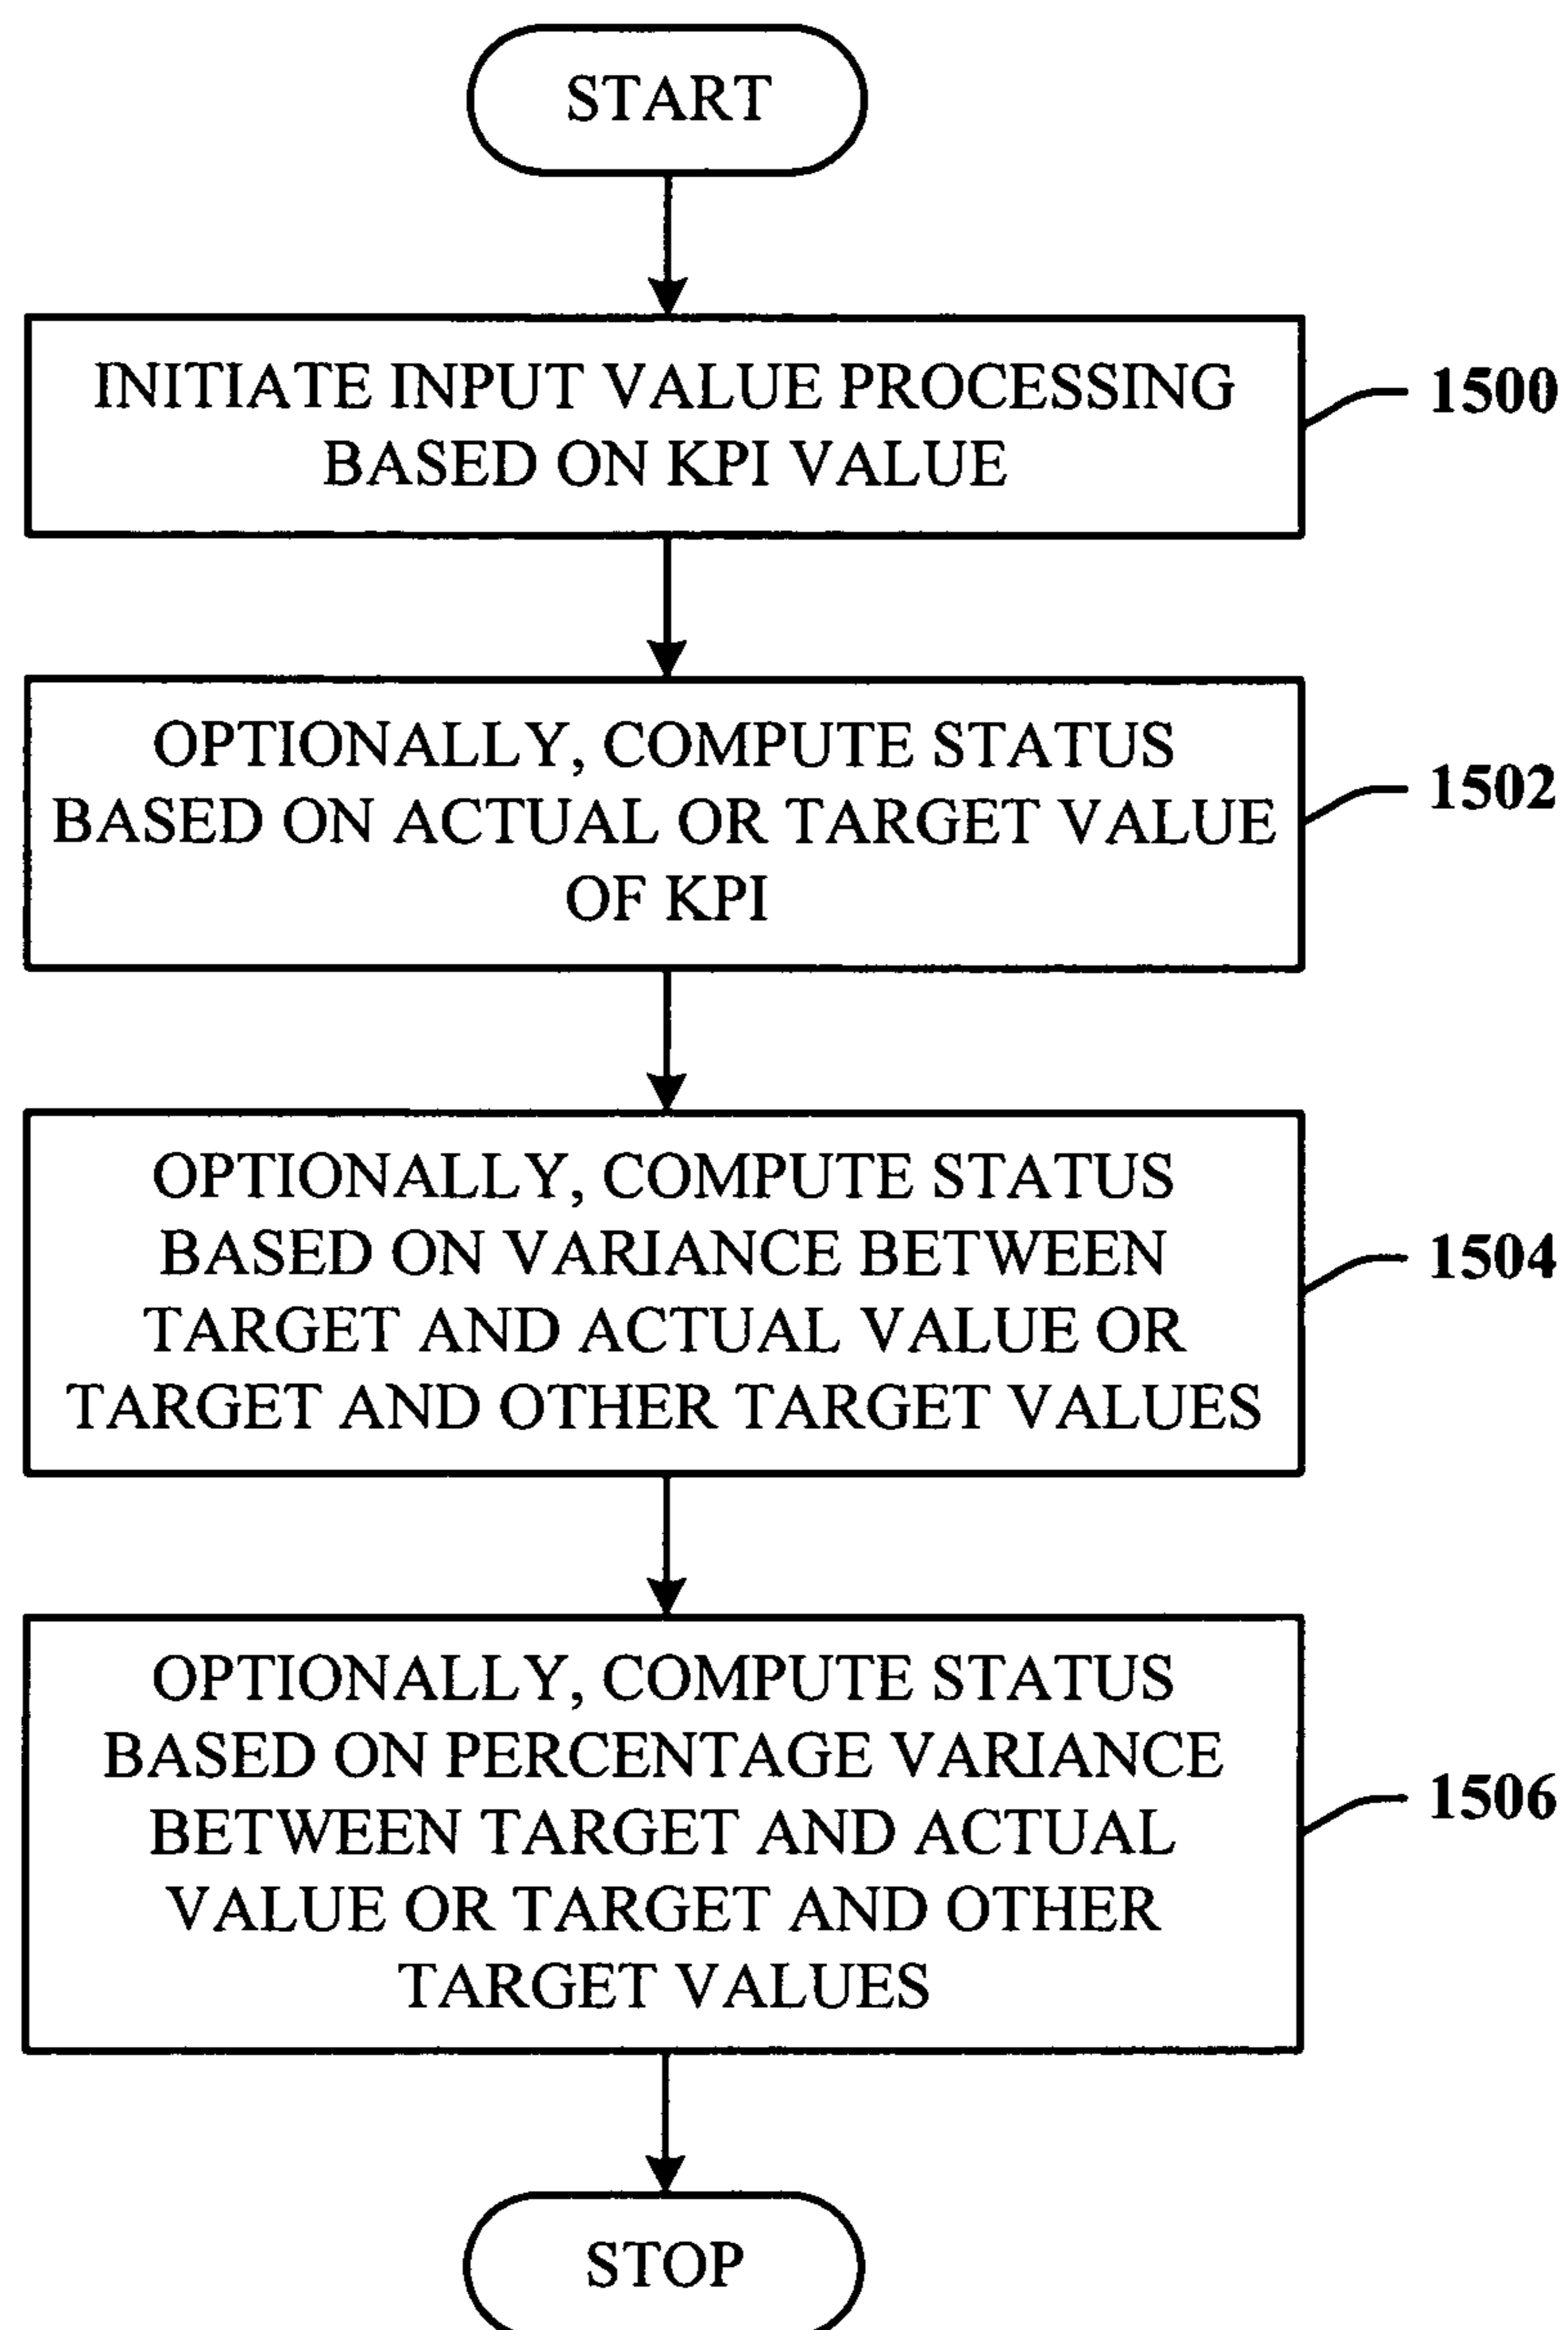 START
INITIATE INPUT VALUE PROCESSING
BASED ON KPI VALUE
1500
OPTIONALLY, COMPUTE STATUS
BASED ON ACTUAL OR TARGET VALUE
OF KPI
1502
OPTIONALLY, COMPUTE STATUS
BASED ON VARIANCE BETWEEN
TARGET AND ACTUAL VALUE OR
TARGET AND OTHER TARGET VALUES
1504
OPTIONALLY, COMPUTE STATUS
BASED ON PERCENTAGE VARIANCE
BETWEEN TARGET AND ACTUAL
VALUE OR TARGET AND OTHER
TARGET VALUES
1506
STOP